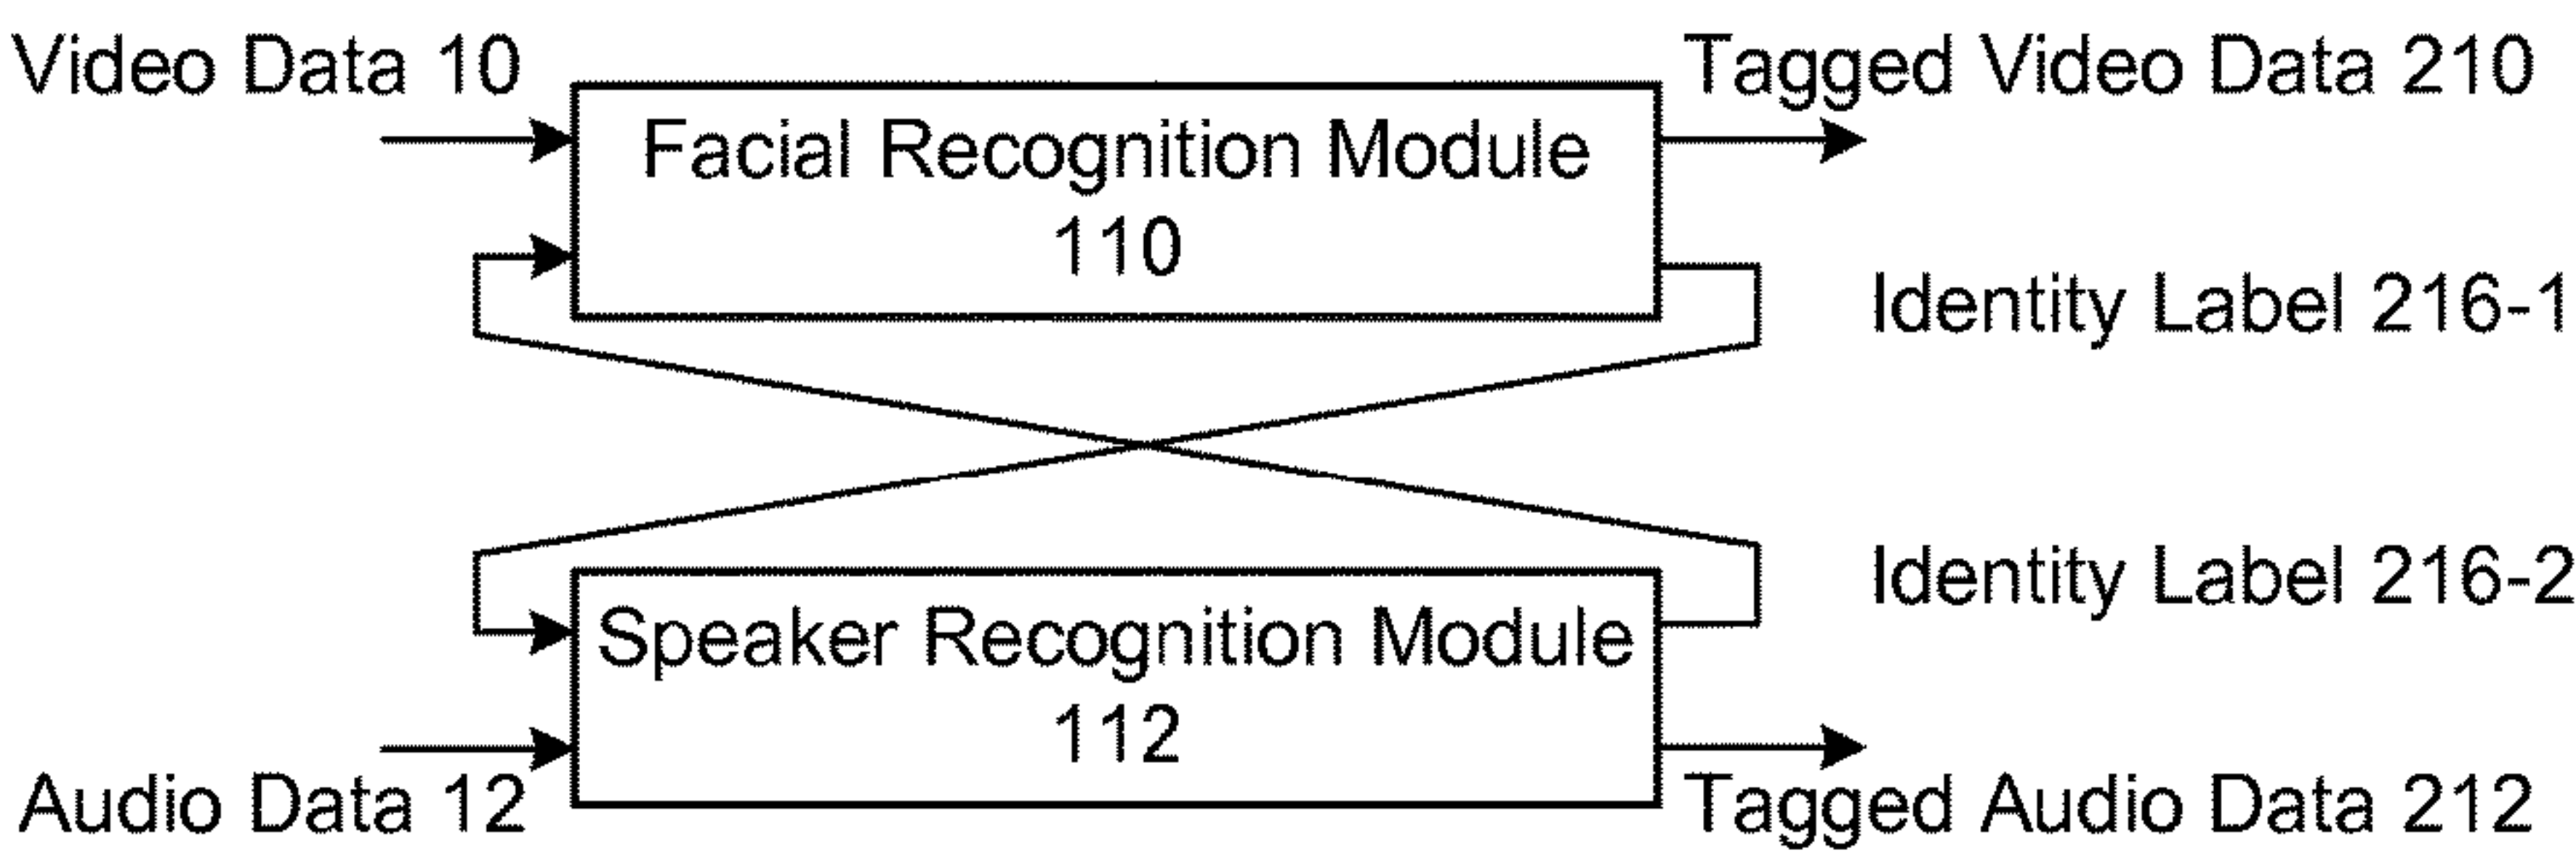 Video Data 10
Tagged Video Data 210
Facial Recognition Module
110
Identity Label 216-1
Identity Label 216-2
Speaker Recognition Module
112
Audio Data 12
Tagged Audio Data 212